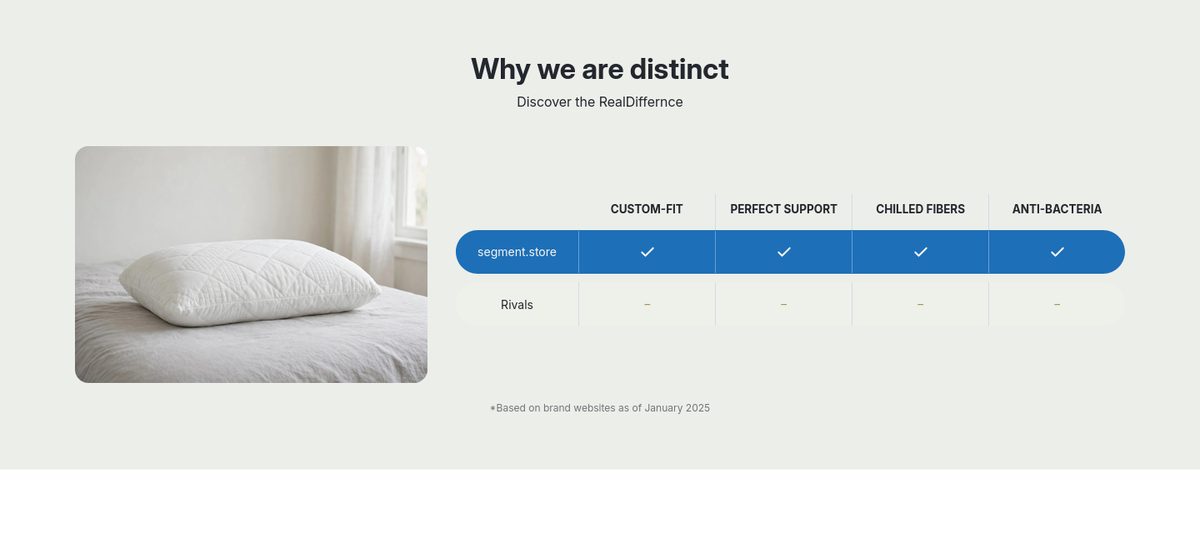 Why we are distinct
Discover the RealDiffernce
CUSTOM-FIT PERFECT SUPPORT CHILLED FIBERS ANTI-BACTERIA
segment.store ✓ ✓ ✓ ✓
Rivals – – – –
*Based on brand websites as of January 2025